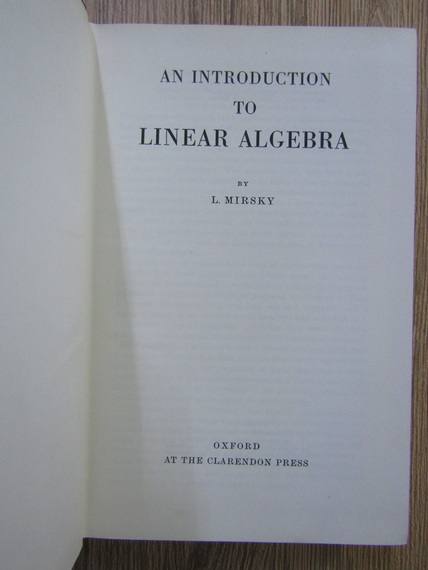 AN INTRODUCTION
TO
LINEAR ALGEBRA
BY
L. MIRSKY
OXFORD
AT THE CLARENDON PRESS